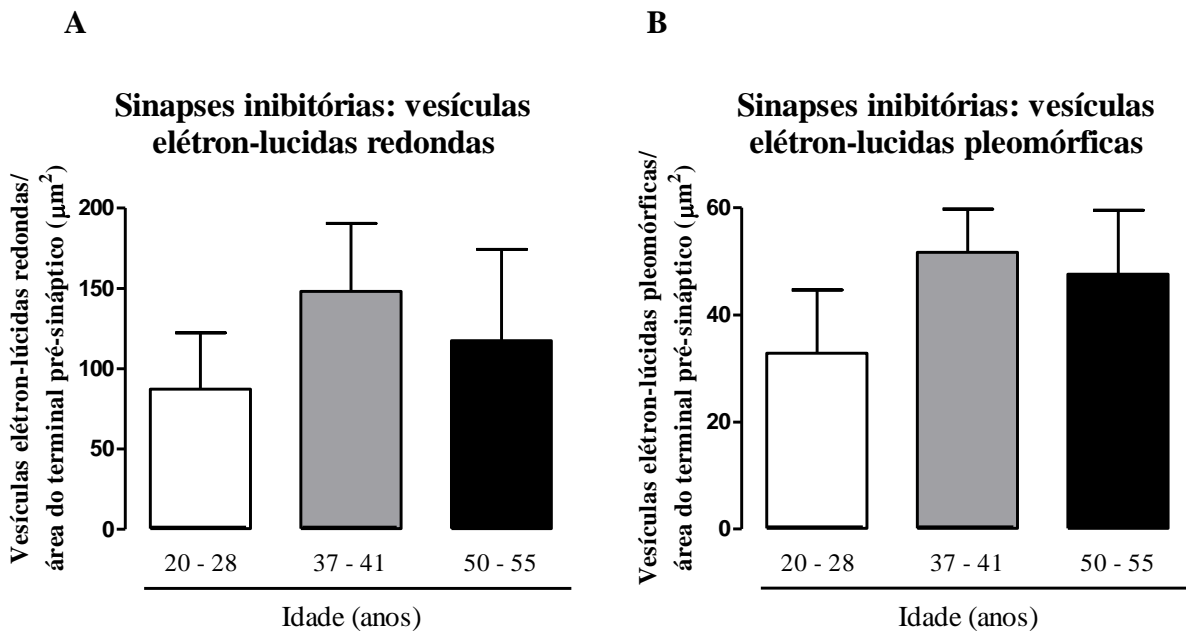 A
Sinapses inibitórias: vesículas
elétron-lucidas redondas
Vesículas elétron-lúcidas redondas/
área do terminal pré-sináptico (μm²)
200
150
100
50
0
20 - 28
37 - 41
50 - 55
Idade (anos)
B
Sinapses inibitórias: vesículas
elétron-lucidas pleomórficas
Vesículas elétron-lúcidas pleomórficas/
área do terminal pré-sináptico (μm²)
60
40
20
0
20 - 28
37 - 41
50 - 55
Idade (anos)